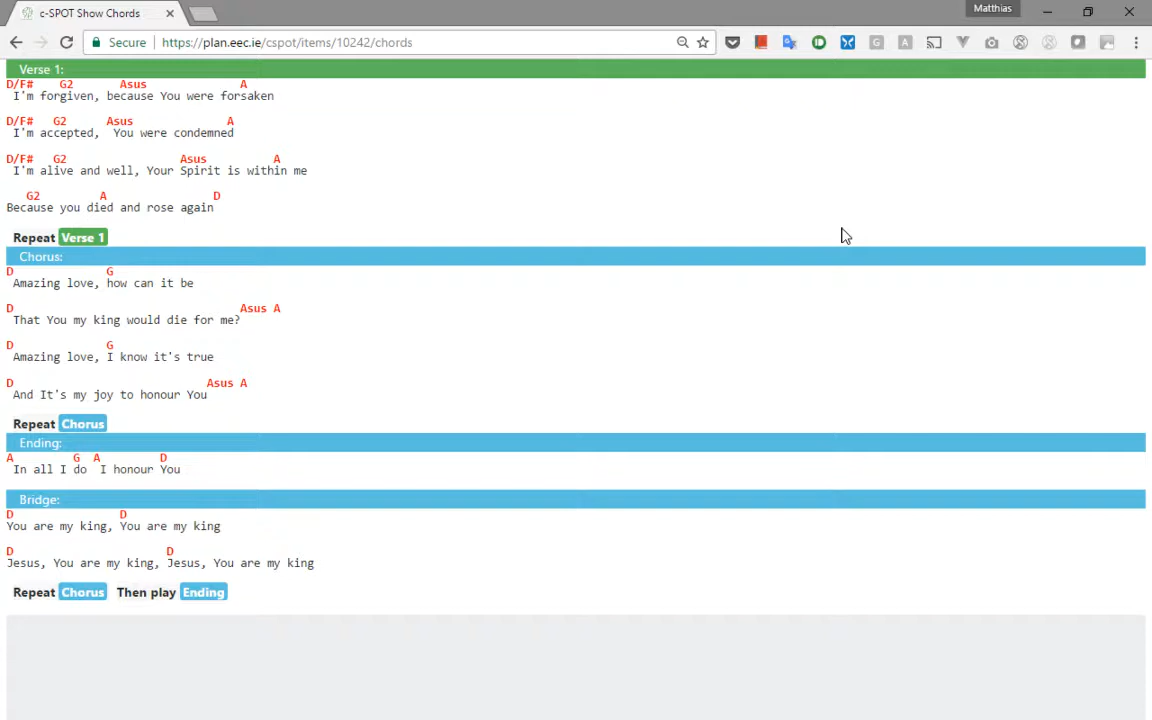 c-SPOT Show Chords
Matthias
Secure https://plan.eec.ie/cspot/items/10242/chords
Verse 1:
D/F# G2 Asus A
I'm forgiven, because You were forsaken
D/F# G2 Asus A
I'm accepted, You were condemned
D/F# G2 Asus A
I'm alive and well, Your Spirit is within me
G2 A D
Because you died and rose again
Repeat Verse 1
Chorus:
D G
Amazing love, how can it be
D Asus A
That You my king would die for me?
D G
Amazing love, I know it's true
D Asus A
And It's my joy to honour You
Repeat Chorus
Ending:
A G A D
In all I do I honour You
Bridge:
D D
You are my king, You are my king
D D
Jesus, You are my king, Jesus, You are my king
Repeat Chorus Then play Ending